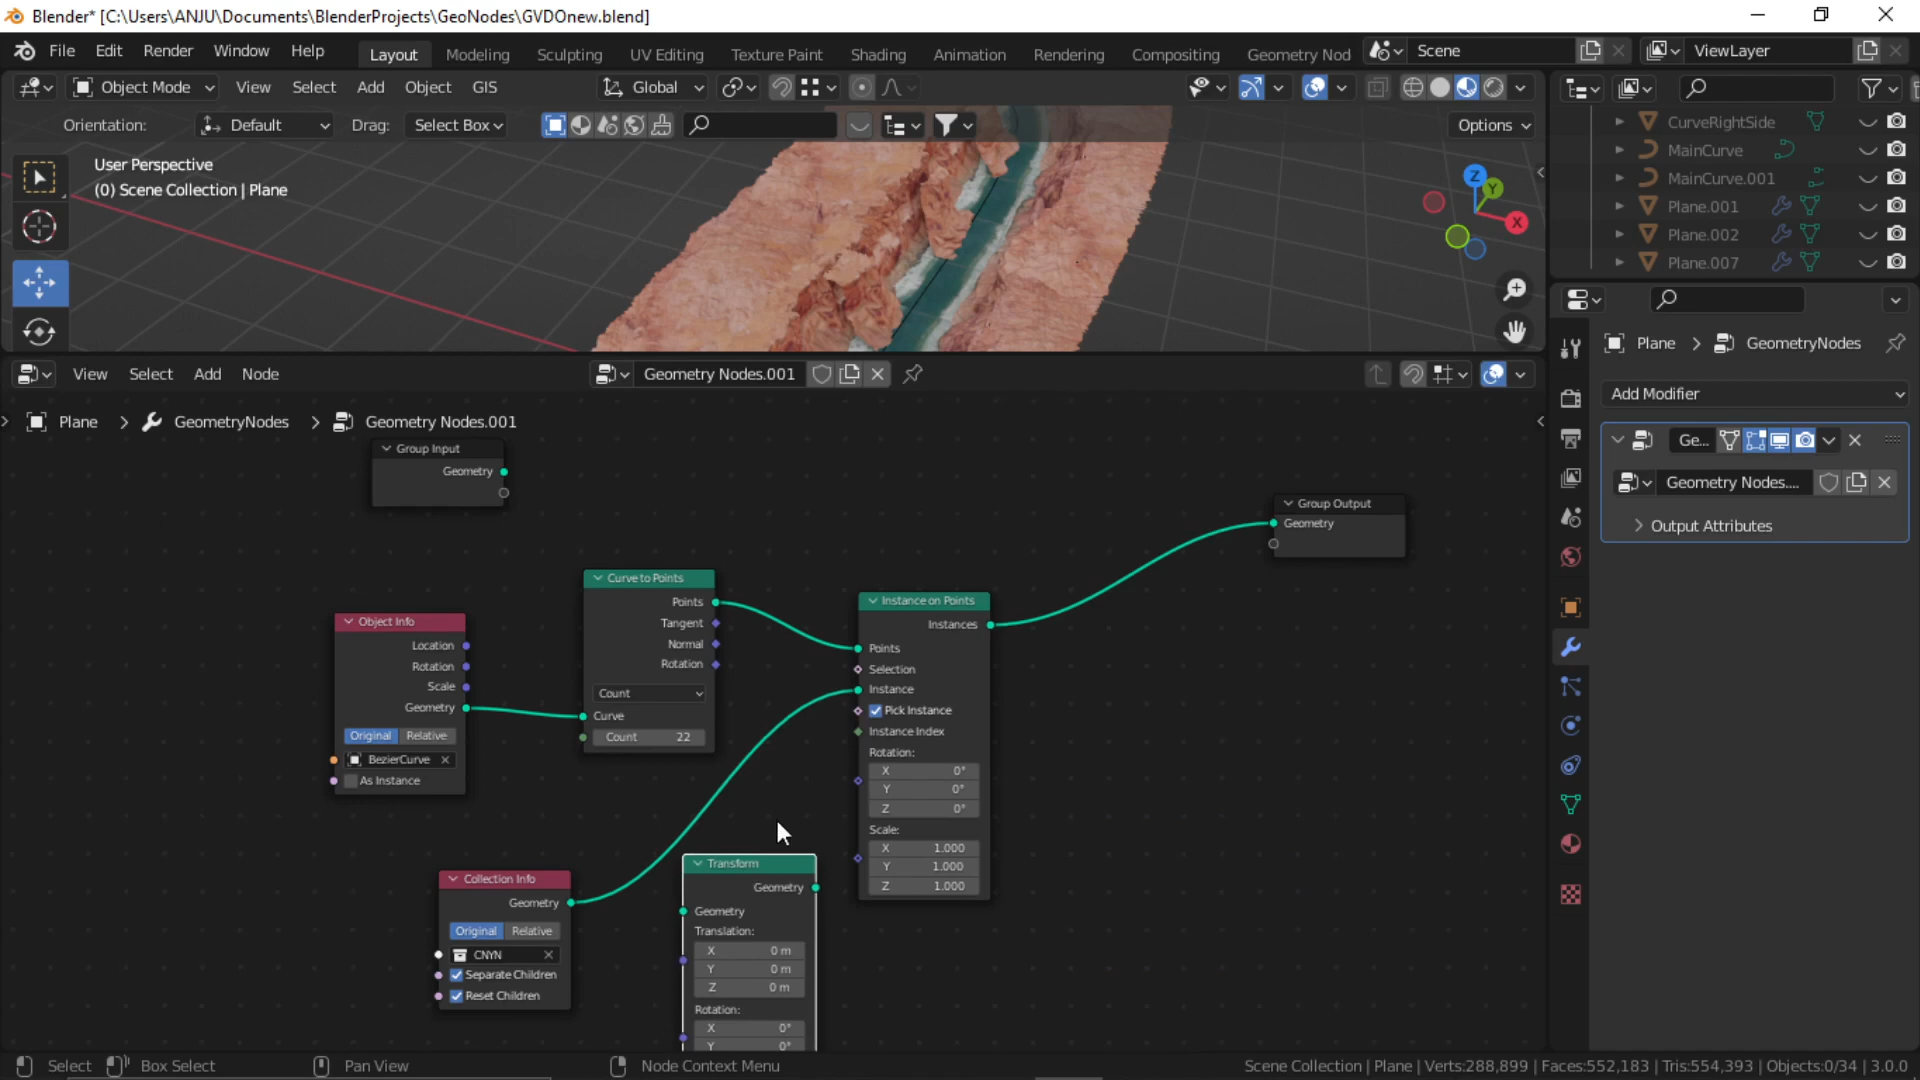 Blender* [C:\Users\ANJU\Documents\BlenderProjects\GeoNodes\GVDOnew.blend]
File Edit Render Window Help Layout Modeling Sculpting UV Editing Texture Paint Shading Animation Rendering Compositing Geometry Nod Scene ViewLayer
Object Mode View Select Add Object GIS Global
Orientation: Default Drag: Select Box Options
User Perspective
(0) Scene Collection | Plane
Z
Y
X
CurveRightSide
MainCurve
MainCurve.001
Plane.001
Plane.002
Plane.007
Plane > GeometryNodes
Add Modifier
Ge...
Geometry Nodes....
Output Attributes
View Select Add Node Geometry Nodes.001
Plane > GeometryNodes > Geometry Nodes.001
Group Input
Geometry
Object Info
Location
Rotation
Scale
Geometry
Original Relative
BezierCurve
As Instance
Curve to Points
Points
Tangent
Normal
Rotation
Count
Curve
Count 22
Collection Info
Geometry
Original Relative
CNYN
Separate Children
Reset Children
Transform
Geometry
Geometry
Translation:
X 0 m
Y 0 m
Z 0 m
Rotation:
X 0°
Y 0°
Instance on Points
Instances
Points
Selection
Instance
Pick Instance
Instance Index
Rotation:
X 0°
Y 0°
Z 0°
Scale:
X 1.000
Y 1.000
Z 1.000
Group Output
Geometry
Select Box Select Pan View Node Context Menu Scene Collection | Plane | Verts:288,899 | Faces:552,183 | Tris:554,393 | Objects:0/34 | 3.0.0